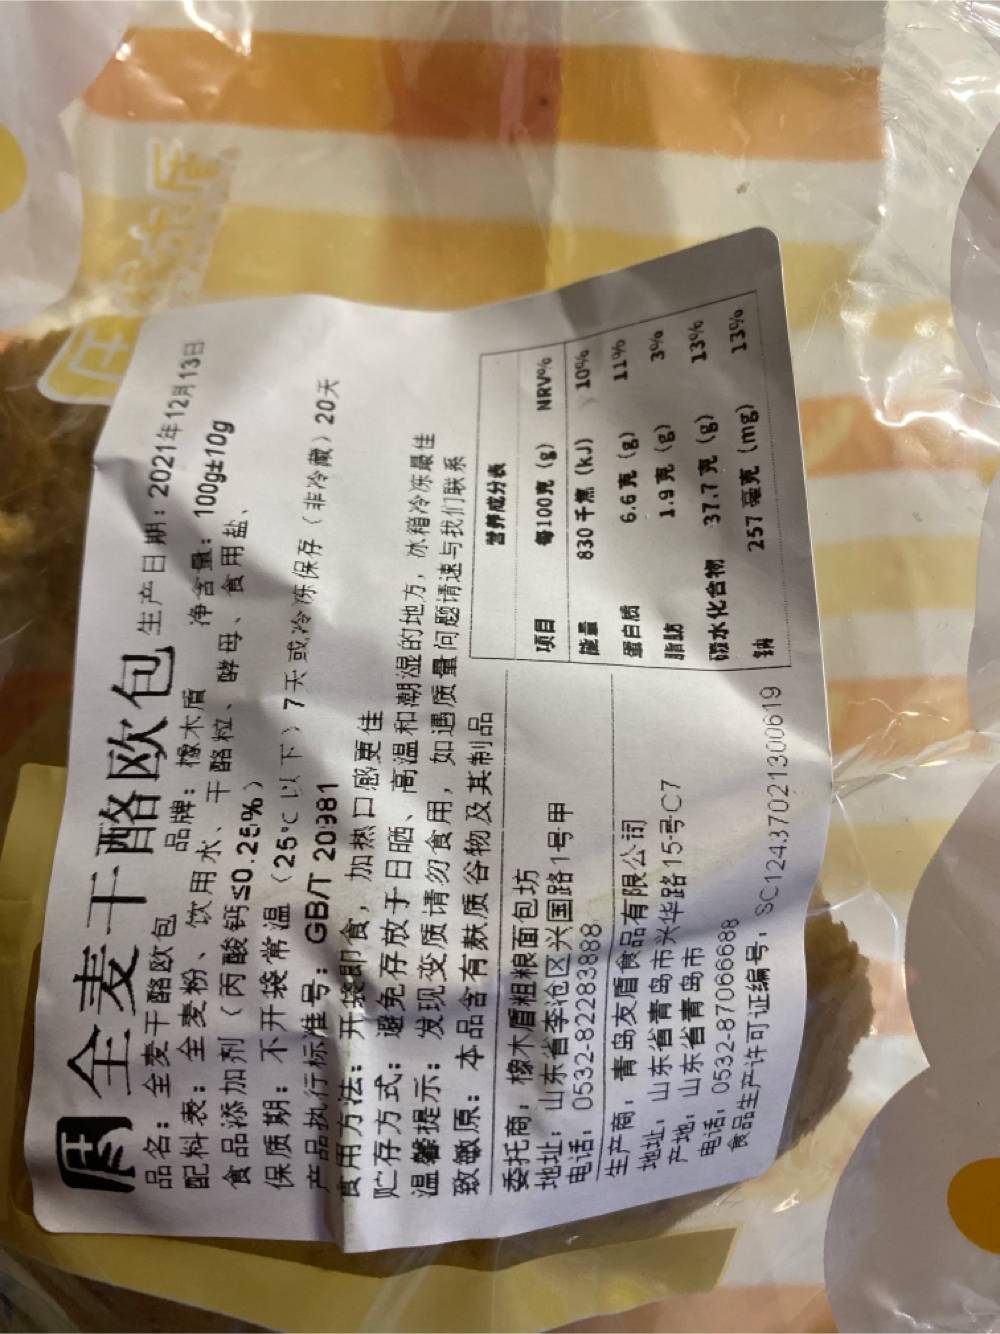 全麦干酪欧包 生产日期：2021年12月13日
品名：全麦干酪欧包 品牌：橡木盾 净含量：100g±10g
配料表：全麦粉、饮用水、干酪粒、酵母、食用盐、
食品添加剂（丙酸钙≤0.25%）
保质期：不开袋常温（25℃以下）7天或冷冻保存（非冷藏）20天
产品执行标准号：GB/T 20981
食用方法：开袋即食，加热口感更佳
贮存方式：避免存放于日晒、高温和潮湿的地方，冰箱冷冻最佳
温馨提示：发现变质请勿食用，如遇质量问题请速与我们联系
致敏原：本品含有麸质谷物及其制品
委托商：橡木盾粗粮面包坊
地址：山东省李沧区兴国路1号甲
电话：0532-82283888
生产商：青岛友盾食品有限公司
地址：山东省青岛市兴华路15号C7
产地：山东省青岛市
电话：0532-87066688
食品生产许可证编号：SC12437021300619
营养成分表
项目 每100克（g） NRV%
能量 830千焦（kJ） 10%
蛋白质 6.6克（g） 11%
脂肪 1.9克（g） 3%
碳水化合物 37.7克（g） 13%
钠 257毫克（mg） 13%